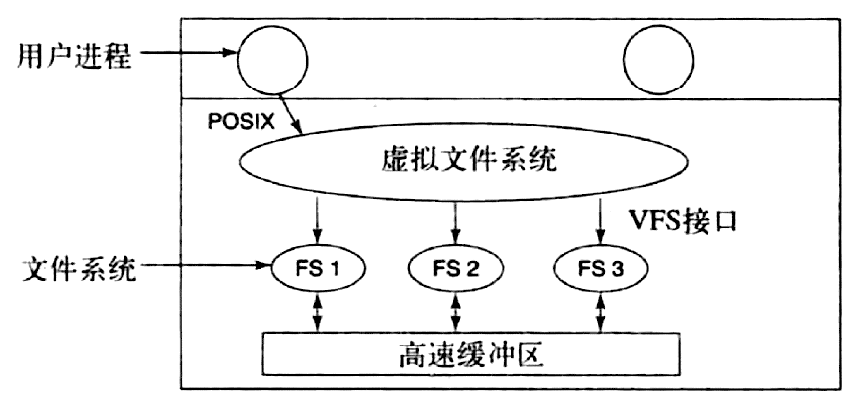 用户进程
POSIX
虚拟文件系统
VFS接口
文件系统
FS 1
FS 2
FS 3
高速缓冲区